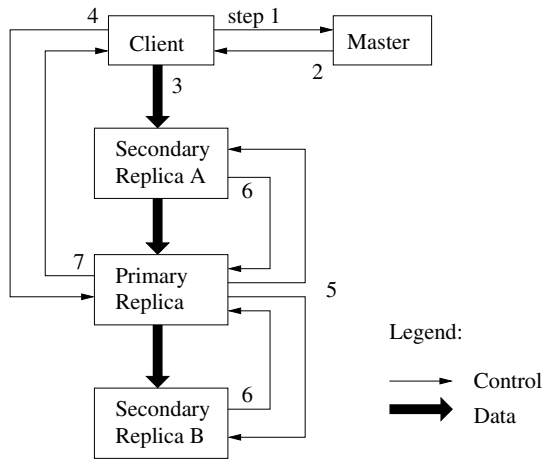 4
step 1
Client
Master
2
3
Secondary
Replica A
6
7
Primary
Replica
5
Legend:
6
Control
Secondary
Replica B
Data